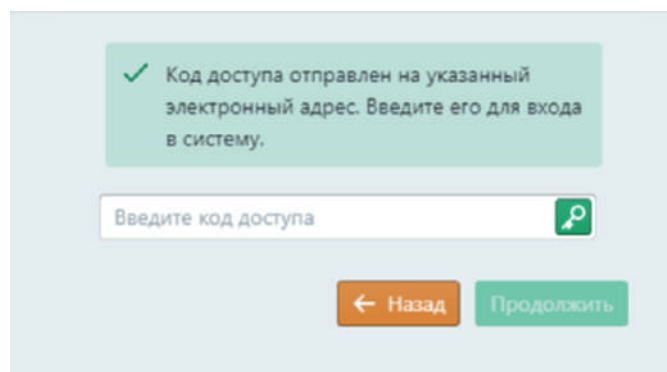 Код доступа отправлен на указанный
электронный адрес. Введите его для входа
в систему.
Введите код доступа
← Назад
Продолжить